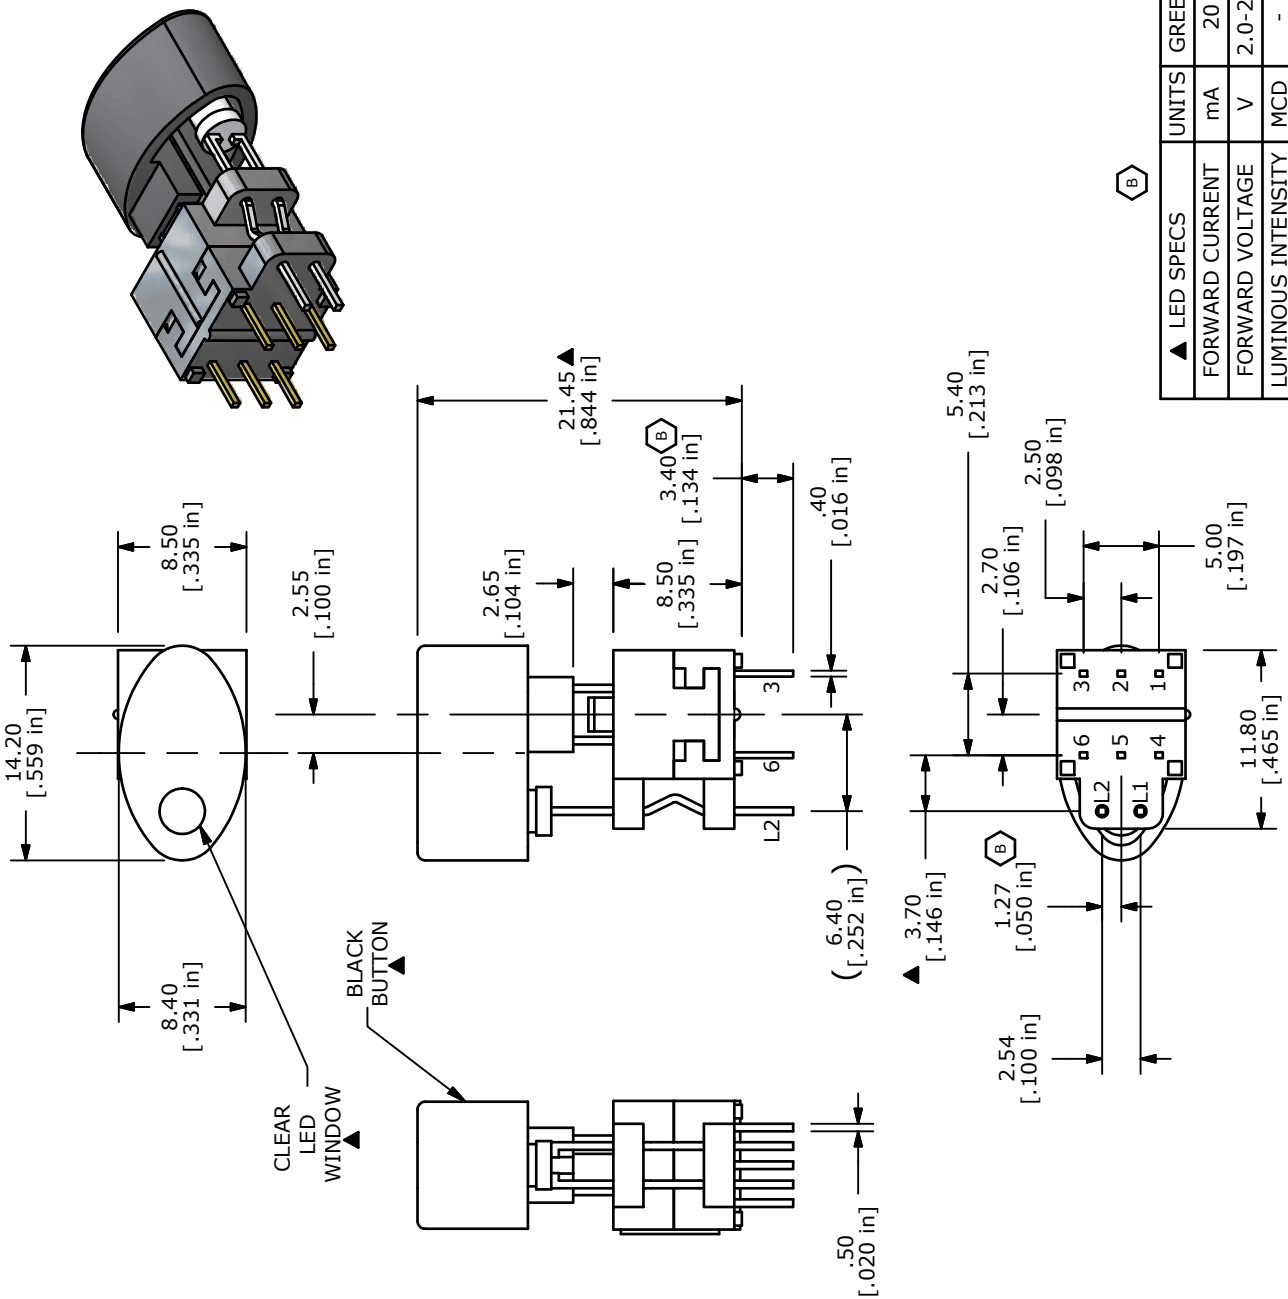 14.20
[.559 in]
8.50
[.335 in]
8.40
[.331 in]
2.55
[.100 in]
CLEAR
LED
WINDOW▲
BLACK
BUTTON▲
21.45▲
[.844 in]
2.65
[.104 in]
8.50
[.335 in]
B
3.40
[.134 in]
.40
[.016 in]
3
6
L2
(6.40
[.252 in])
▲ 3.70
[.146 in]
.50
[.020 in]
5.40
[.213 in]
2.70
[.106 in]
2.50
[.098 in]
5.00
[.197 in]
11.80
[.465 in]
B
1.27
[.050 in]
2.54
[.100 in]
3 6
2 5
1 4
L2
L1
B
▲ LED SPECS UNITS
FORWARD CURRENT mA 20
FORWARD VOLTAGE V
LUMINOUS INTENSITY MCD -